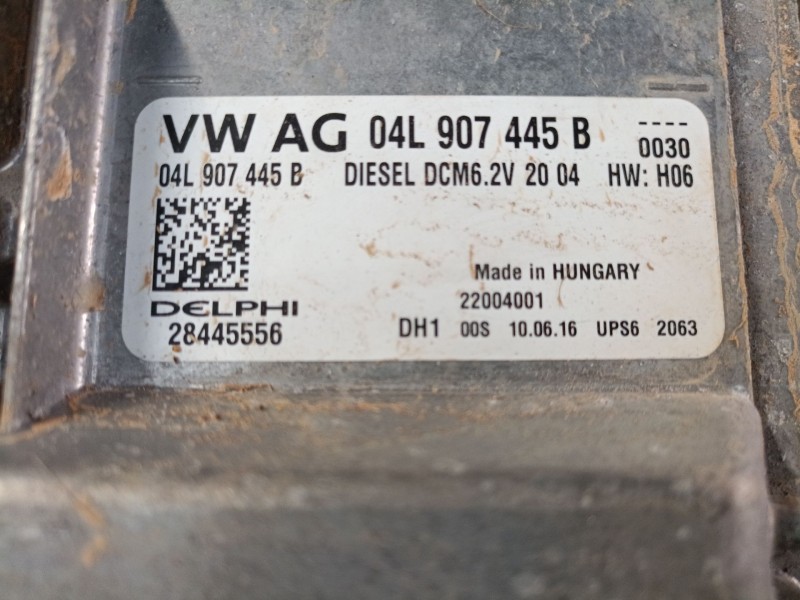 VW AG 04L 907 445 B ----
0030
04L 907 445 B DIESEL DCM6.2V 20 04 HW: H06
Made in HUNGARY
DELPHI 22004001
28445556 DH1 00S 10.06.16 UPS6 2063